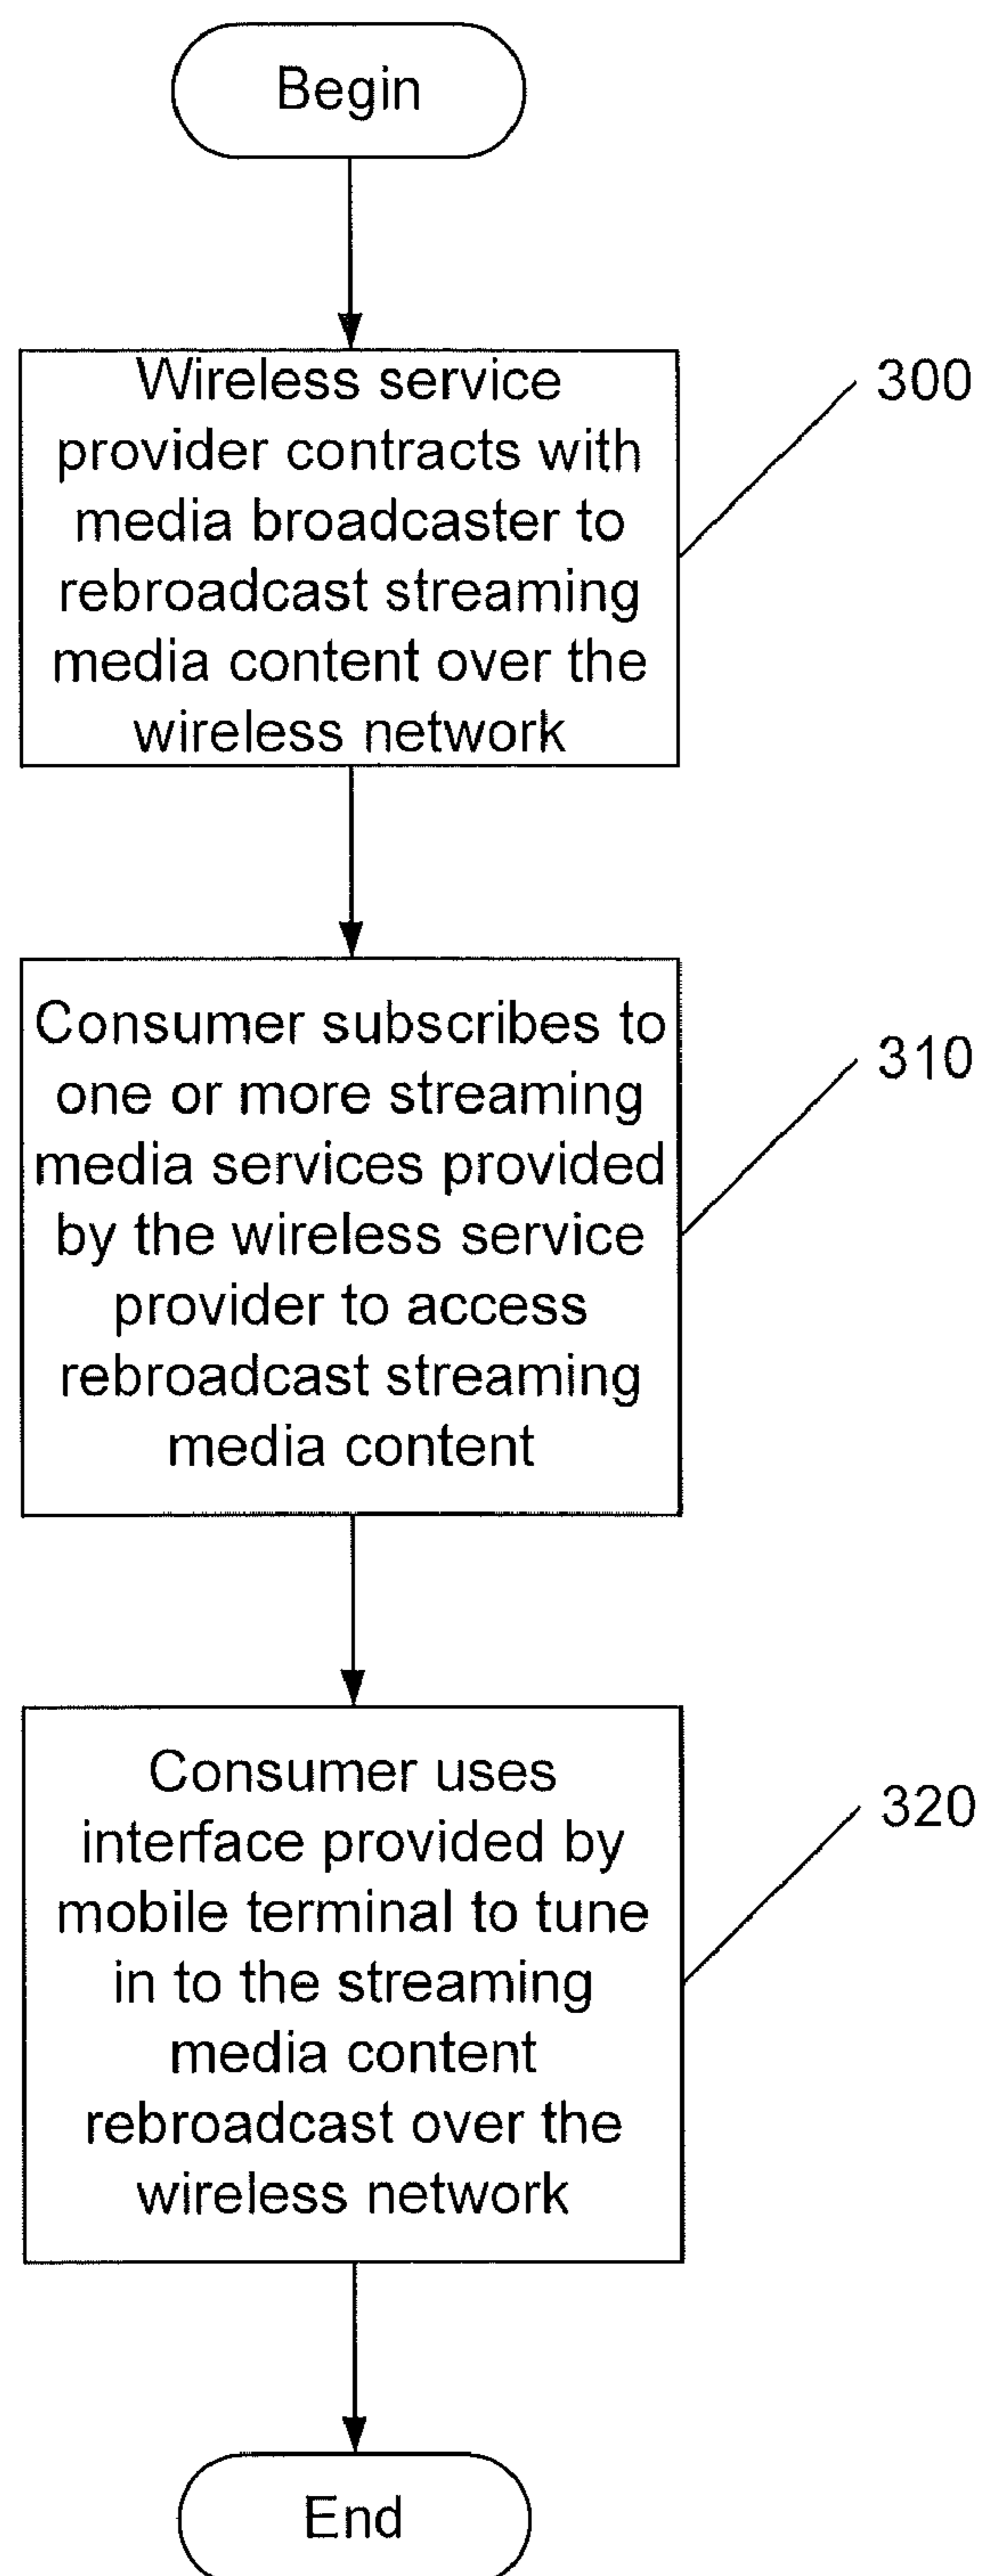 Begin
Wireless service
provider contracts with
media broadcaster to
rebroadcast streaming
media content over the
wireless network
300
Consumer subscribes to
one or more streaming
media services provided
by the wireless service
provider to access
rebroadcast streaming
media content
310
Consumer uses
interface provided by
mobile terminal to tune
in to the streaming
media content
rebroadcast over the
wireless network
320
End